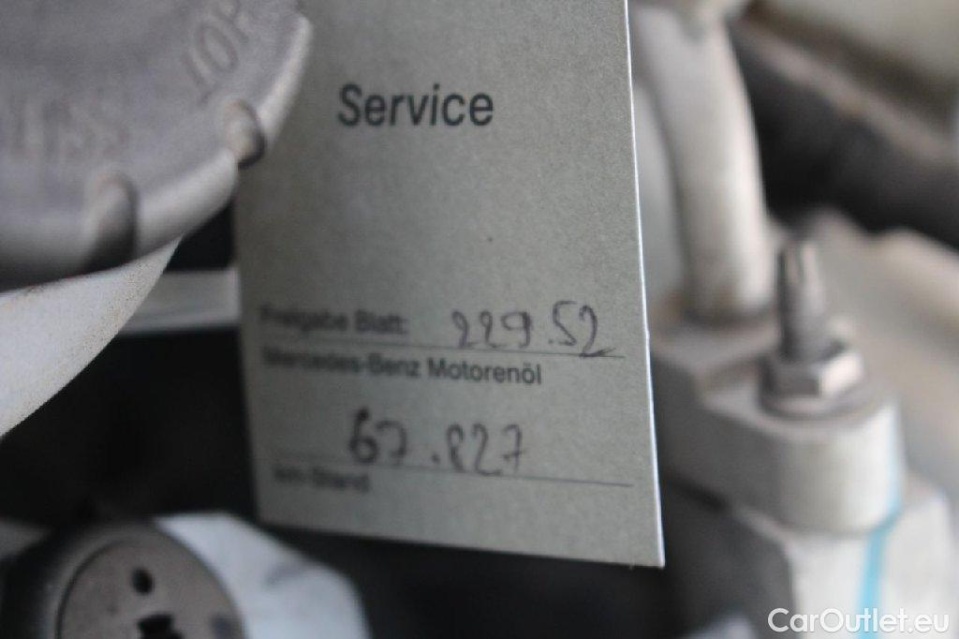 Service
Freigabe Blatt: 229.52
Mercedes-Benz Motorenöl
67.827
km-Stand
CarOutlet.eu